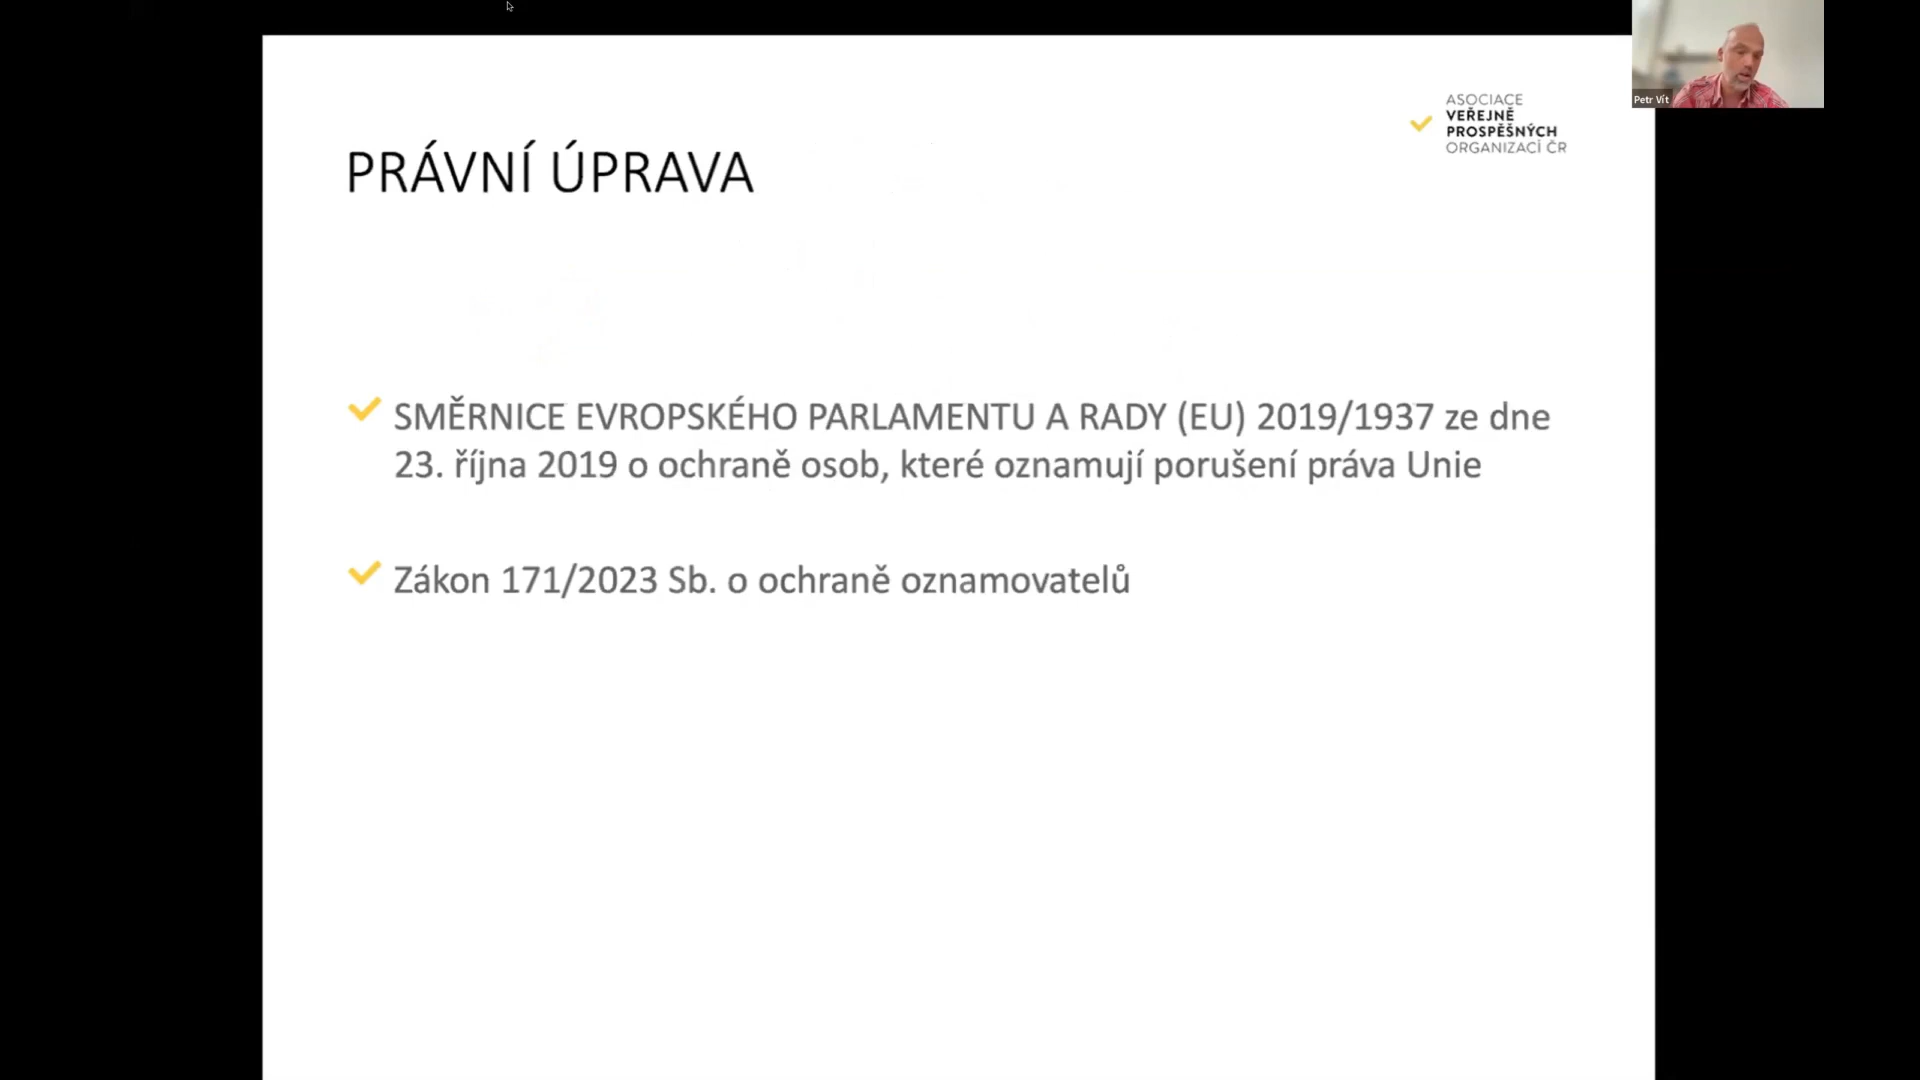 Petr Vít
ASOCIACE
VEŘEJNĚ
PROSPĚŠNÝCH
ORGANIZACÍ ČR
PRÁVNÍ ÚPRAVA
SMĚRNICE EVROPSKÉHO PARLAMENTU A RADY (EU) 2019/1937 ze dne
23. října 2019 o ochraně osob, které oznamují porušení práva Unie
Zákon 171/2023 Sb. o ochraně oznamovatelů